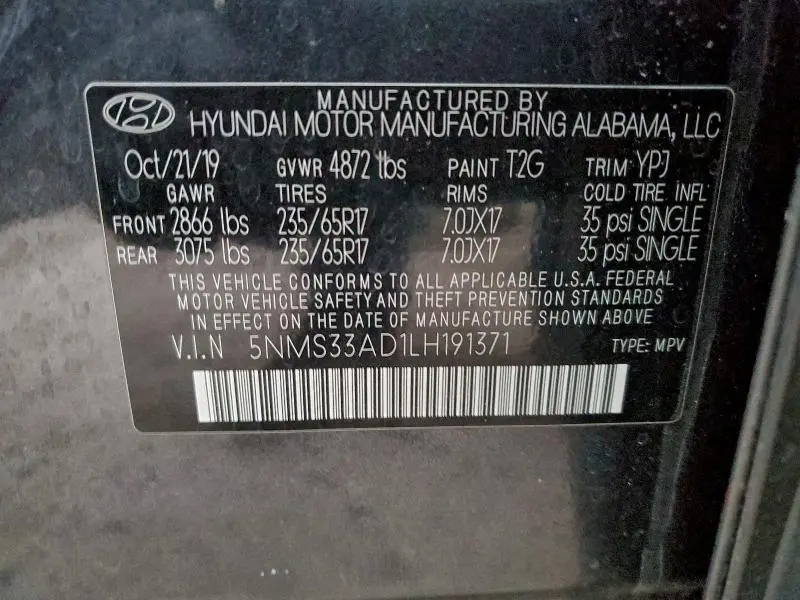 MANUFACTURED BY
HYUNDAI MOTOR MANUFACTURING ALABAMA, LLC
Oct/21/19 GVWR 4872 lbs PAINT T2G TRIM YPJ
GAWR TIRES RIMS COLD TIRE INFL
FRONT 2866 lbs 235/65R17 7.0JX17 35 psi SINGLE
REAR 3075 lbs 235/65R17 7.0JX17 35 psi SINGLE
THIS VEHICLE CONFORMS TO ALL APPLICABLE U.S.A. FEDERAL
MOTOR VEHICLE SAFETY AND THEFT PREVENTION STANDARDS
IN EFFECT ON THE DATE OF MANUFACTURE SHOWN ABOVE
V.I.N 5NMS33AD1LH191371 TYPE: MPV